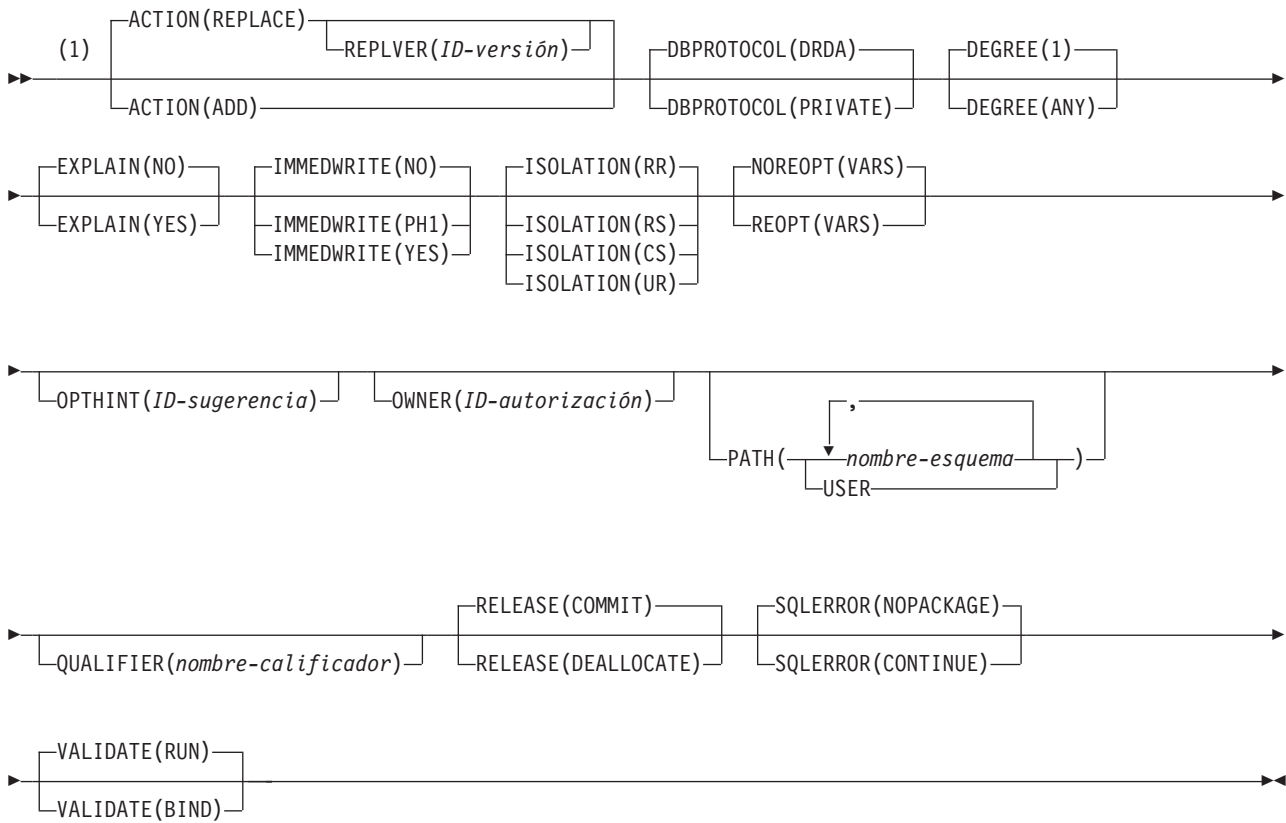 ACTION(REPLACE)
(1)
REPLVER(ID-versión)
DBPROTOCOL(DRDA)
DEGREE(1)
ACTION(ADD)
DBPROTOCOL(PRIVATE)
DEGREE(ANY)
EXPLAIN(NO)
IMMEDWRITE(NO)
ISOLATION(RR)
NOREOPT(VARS)
EXPLAIN(YES)
IMMEDWRITE(PH1)
ISOLATION(RS)
REOPT(VARS)
IMMEDWRITE(YES)
ISOLATION(CS)
ISOLATION(UR)
OPTHINT(ID-sugerencia)
OWNER(ID-autorización)
,
PATH( nombre-esquema )
USER
RELEASE(COMMIT)
SQLERROR(NOPACKAGE)
QUALIFIER(nombre-calificador)
RELEASE(DEALLOCATE)
SQLERROR(CONTINUE)
VALIDATE(RUN)
VALIDATE(BIND)